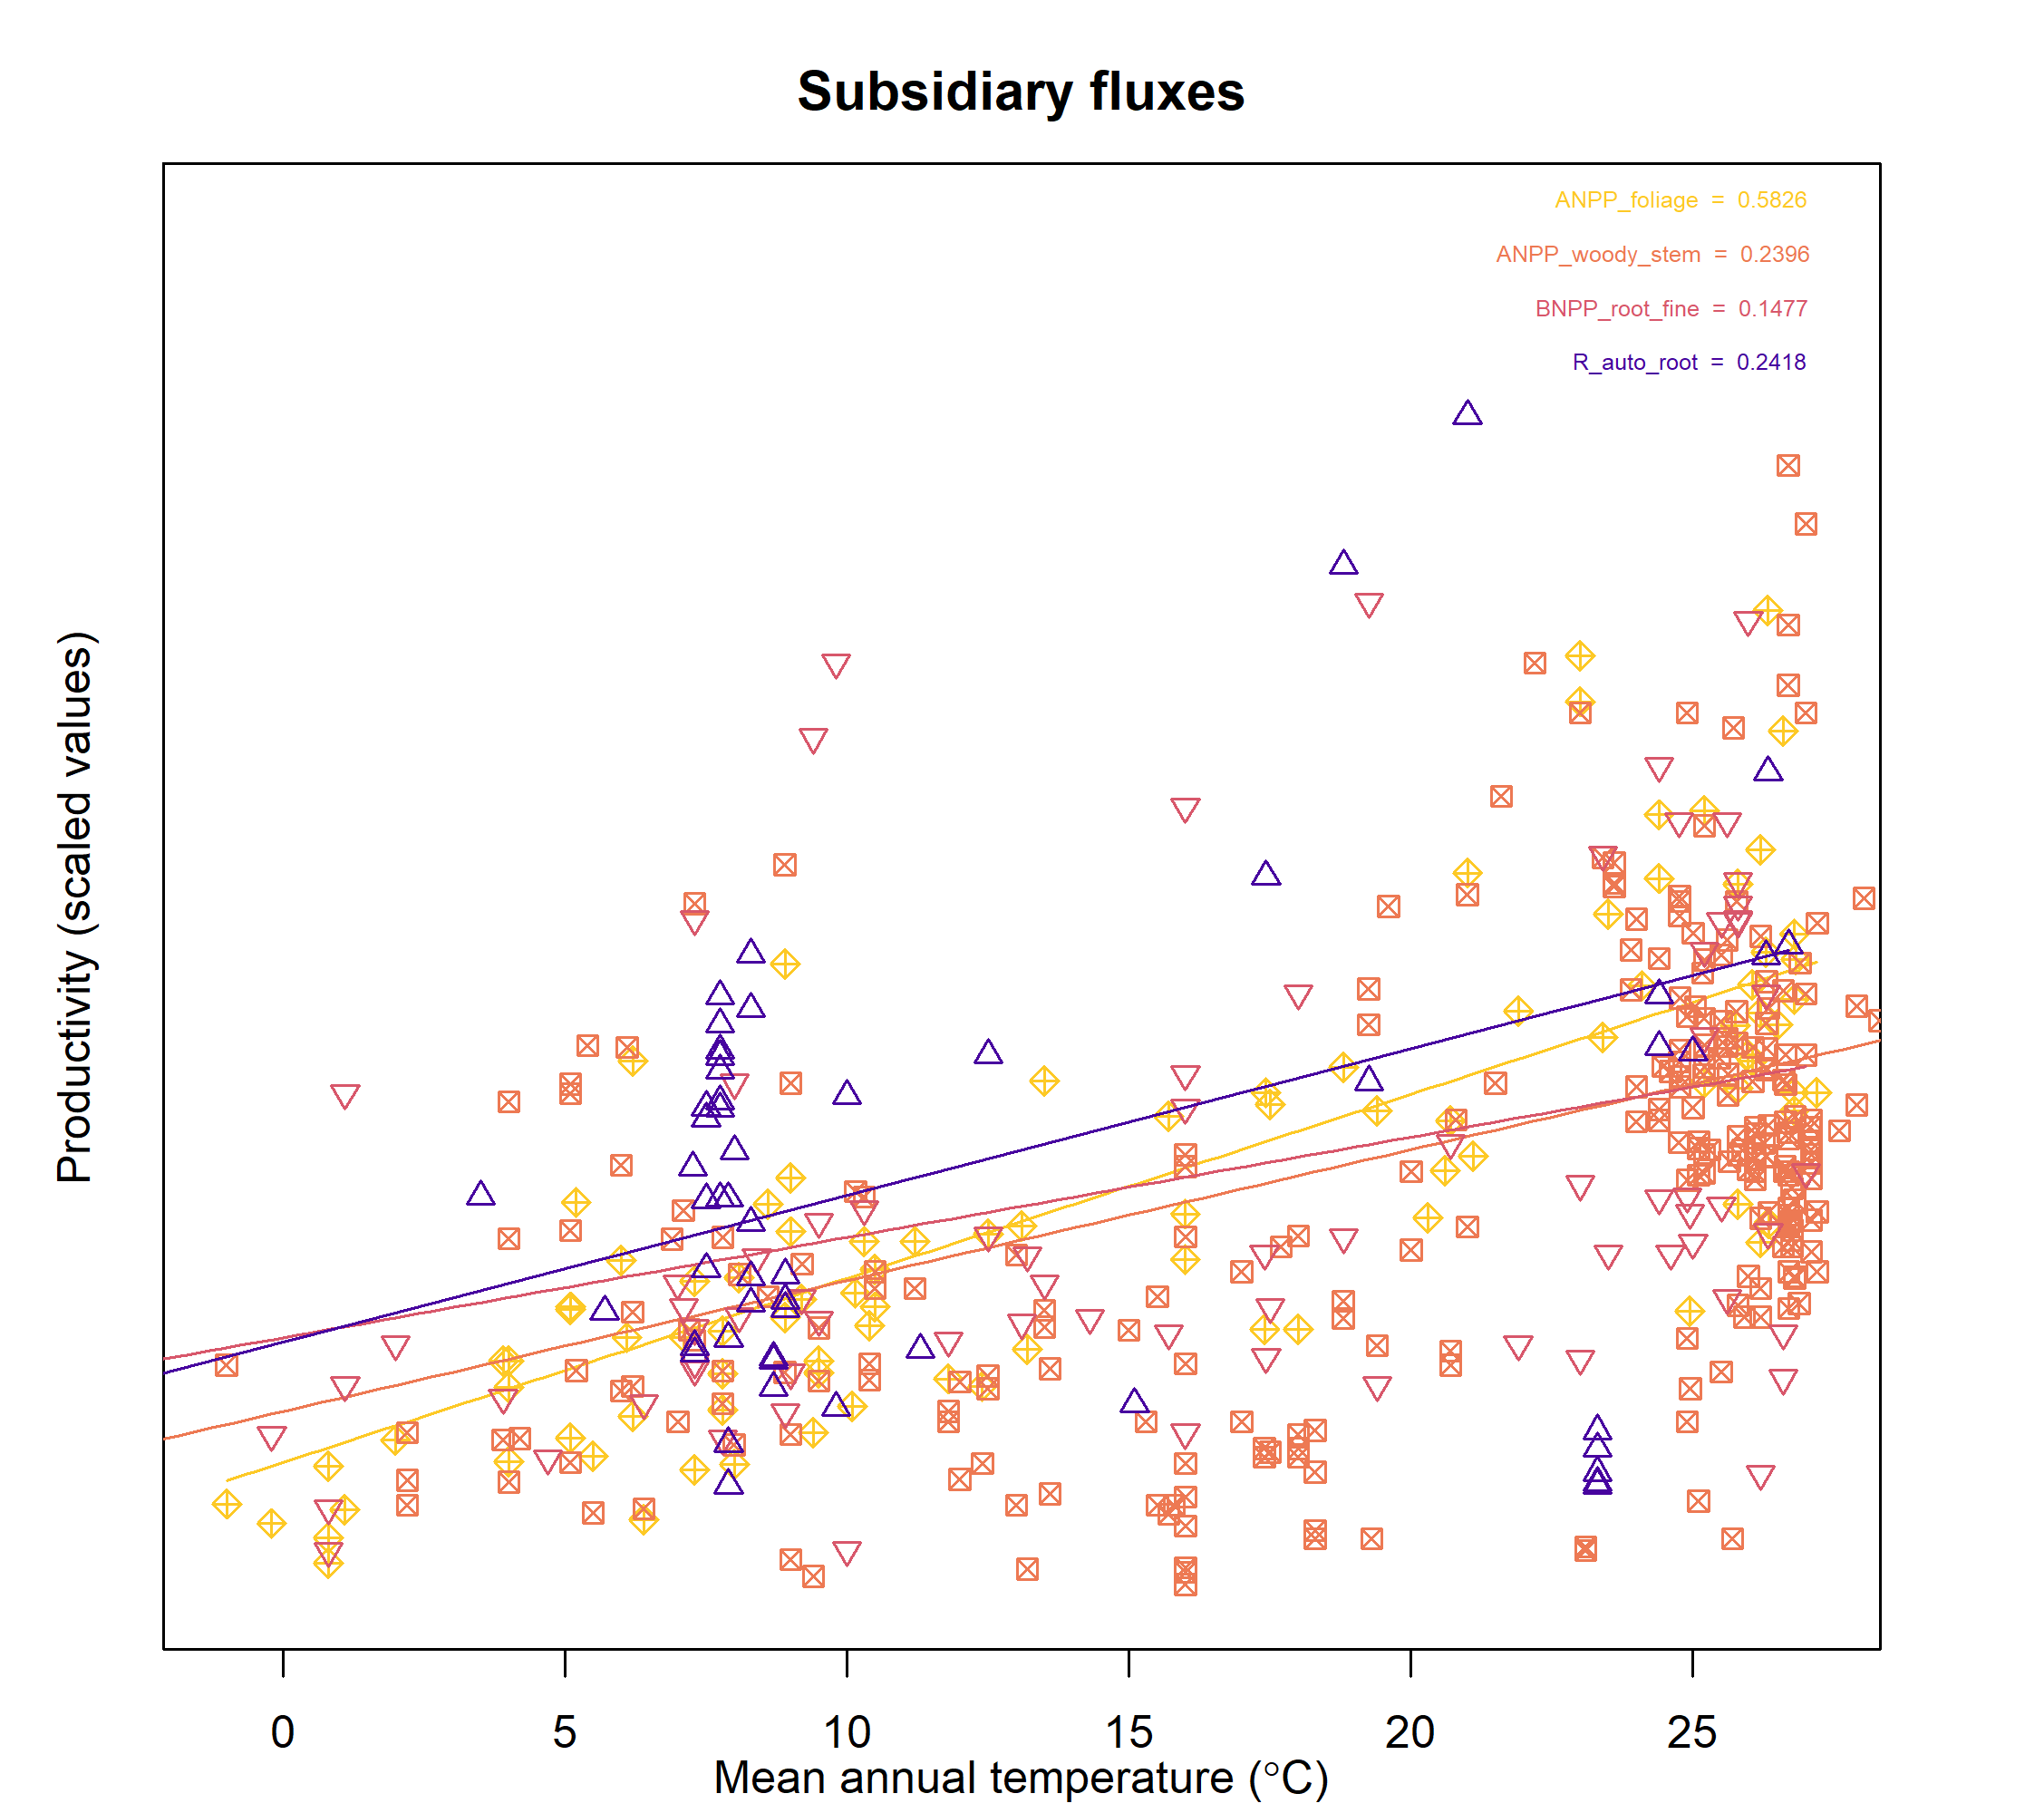 Subsidiary fluxes
ANPP_foliage = 0.5826
ANPP_woody_stem = 0.2396
BNPP_root_fine = 0.1477
R_auto_root = 0.2418
Productivity (scaled values)
0 5 10 15 20 25
Mean annual temperature (°C)